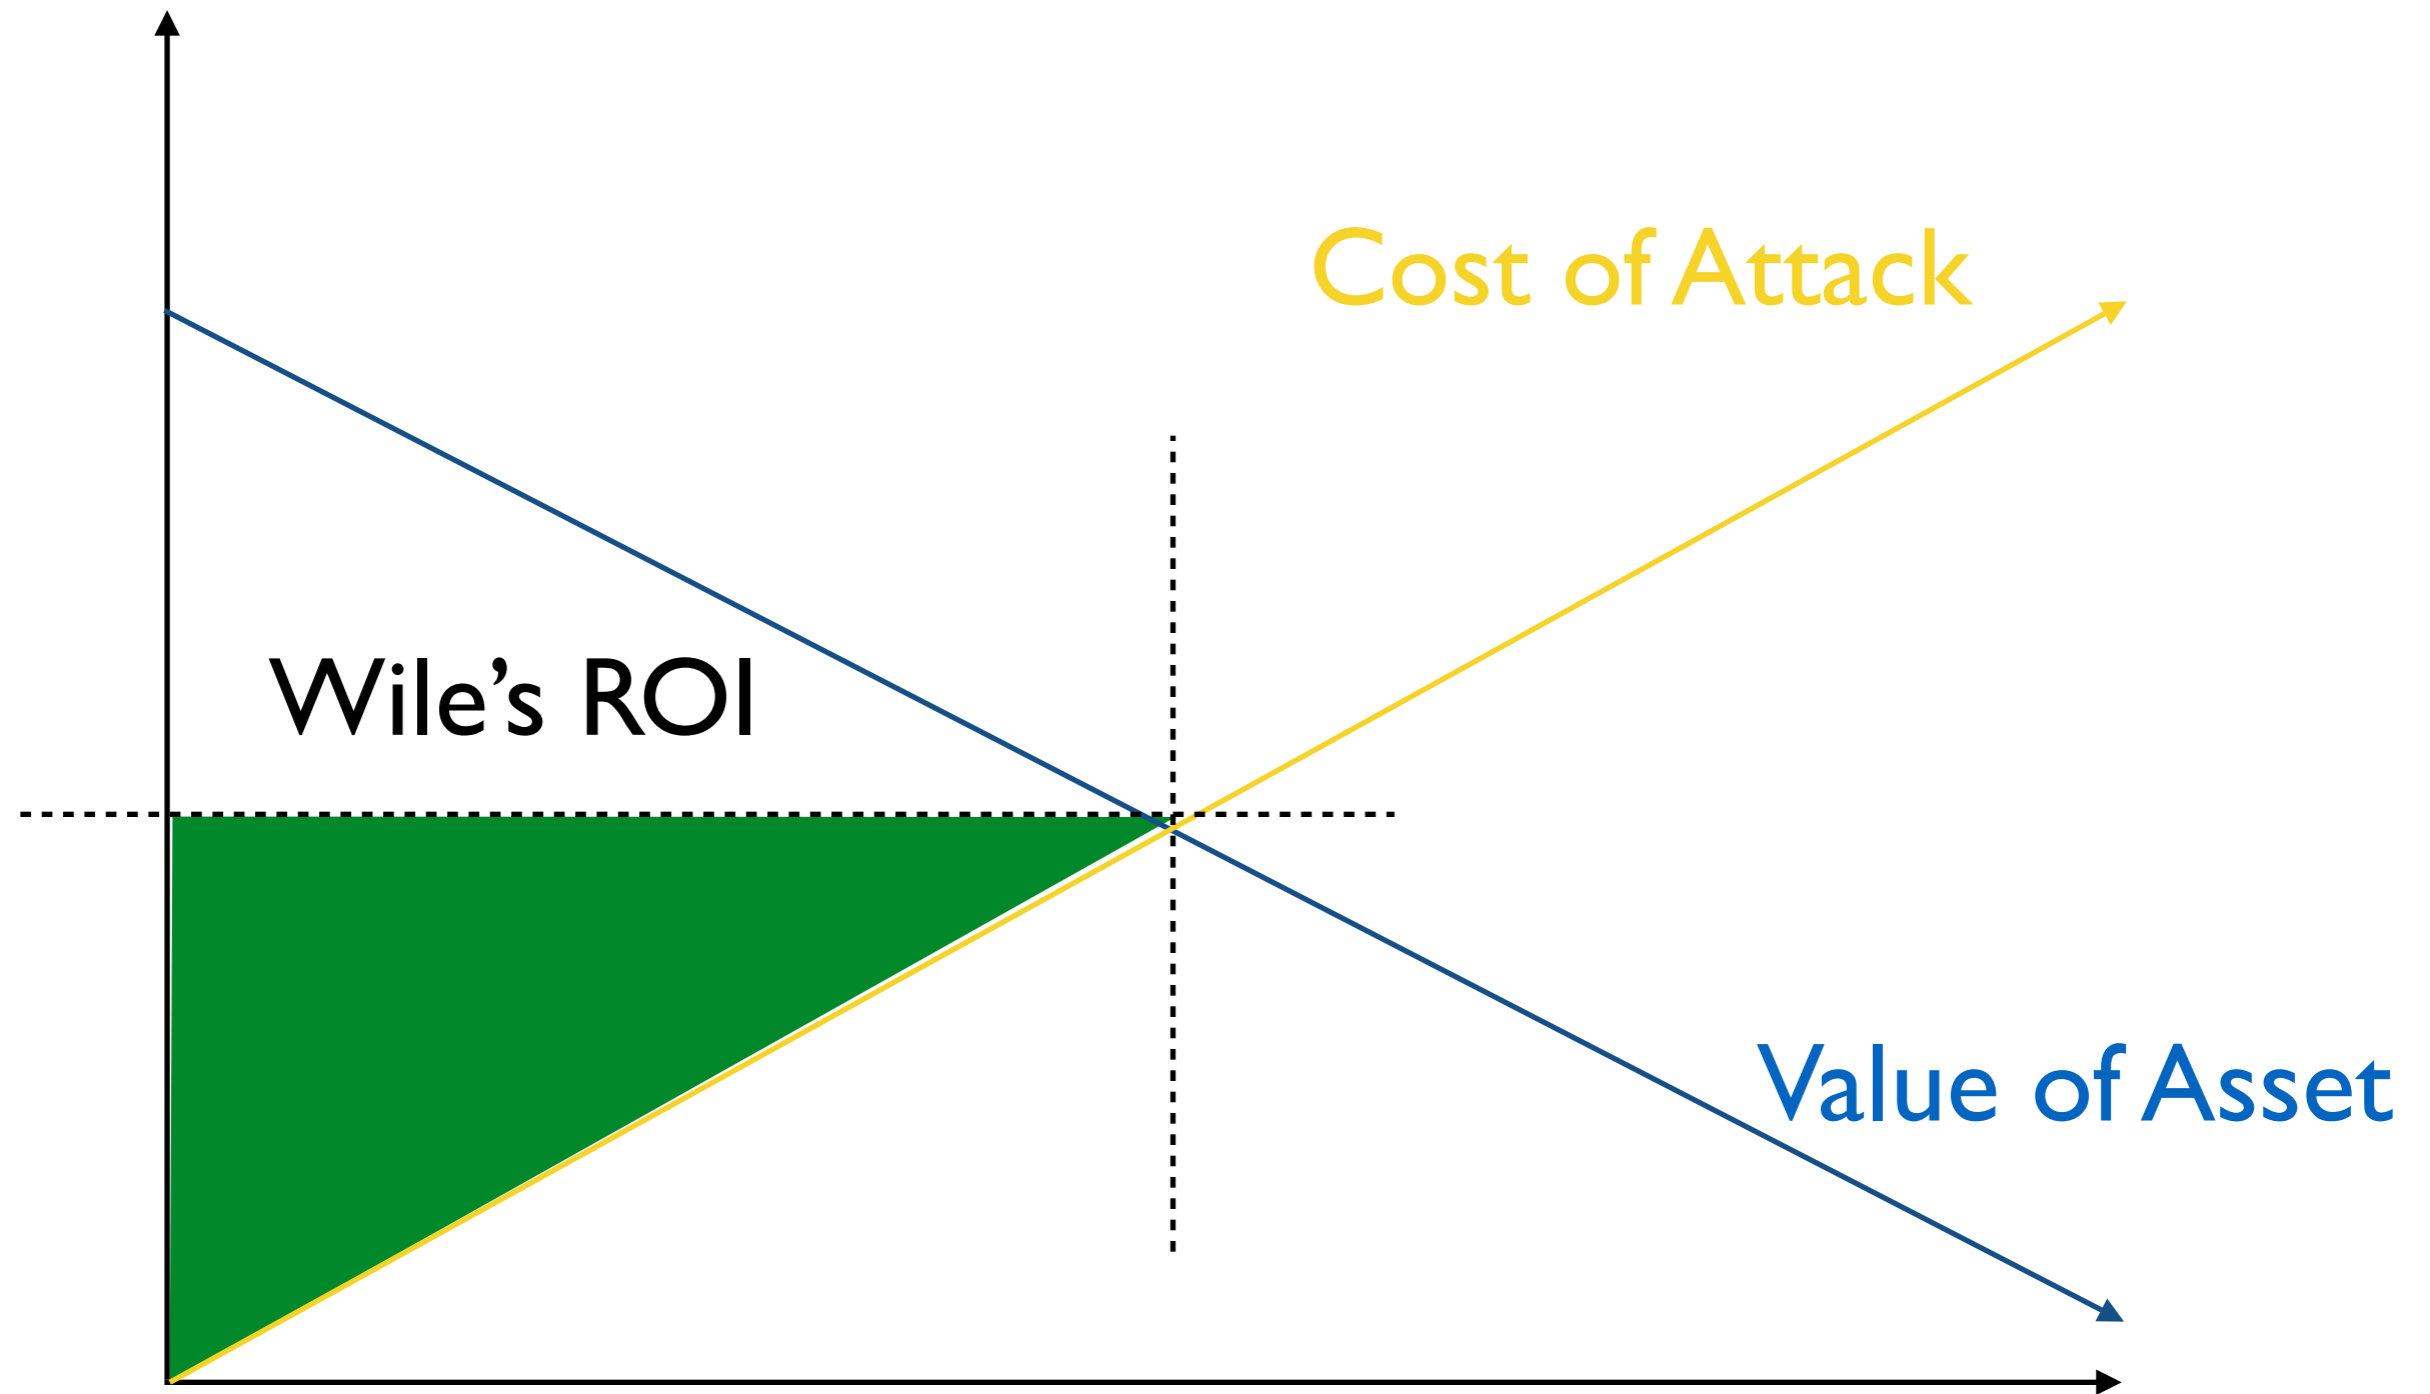 Cost of Attack
Wile’s ROI
Value of Asset